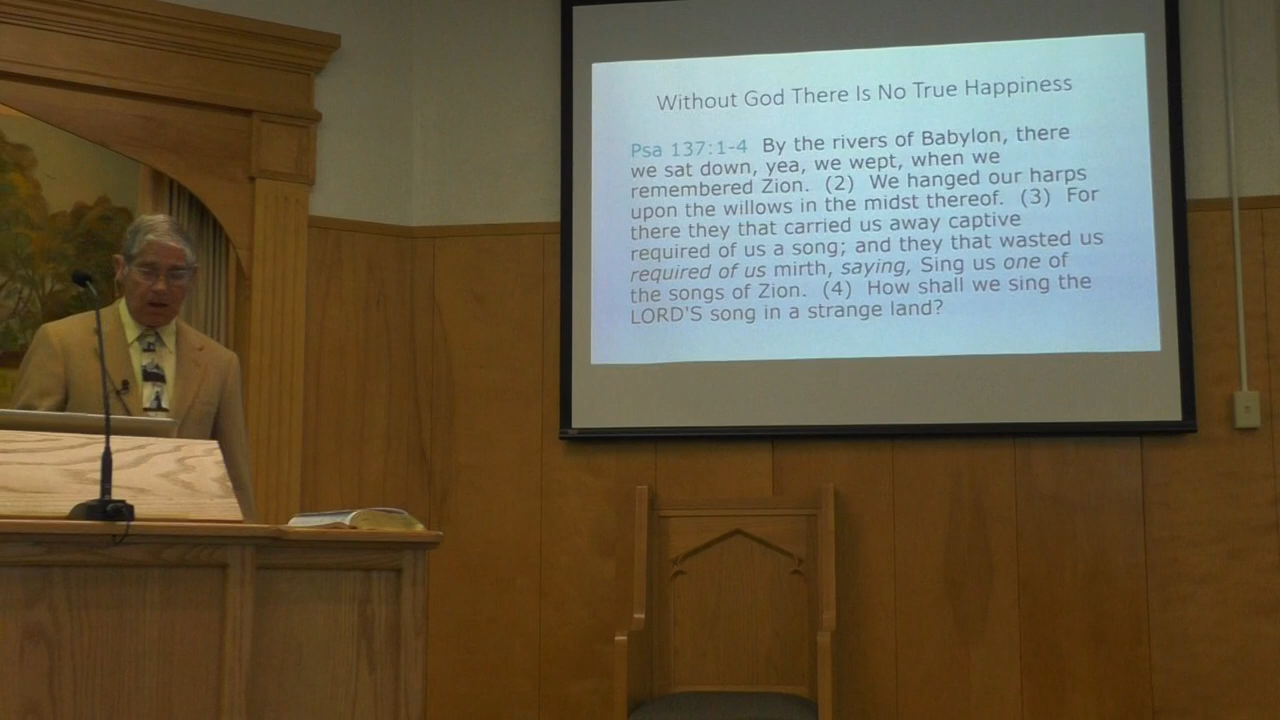 Without God There Is No True Happiness
Psa 137:1-4 By the rivers of Babylon, there
we sat down, yea, we wept, when we
remembered Zion. (2) We hanged our harps
upon the willows in the midst thereof. (3) For
there they that carried us away captive
required of us a song; and they that wasted us
required of us mirth, saying, Sing us one of
the songs of Zion. (4) How shall we sing the
LORD'S song in a strange land?